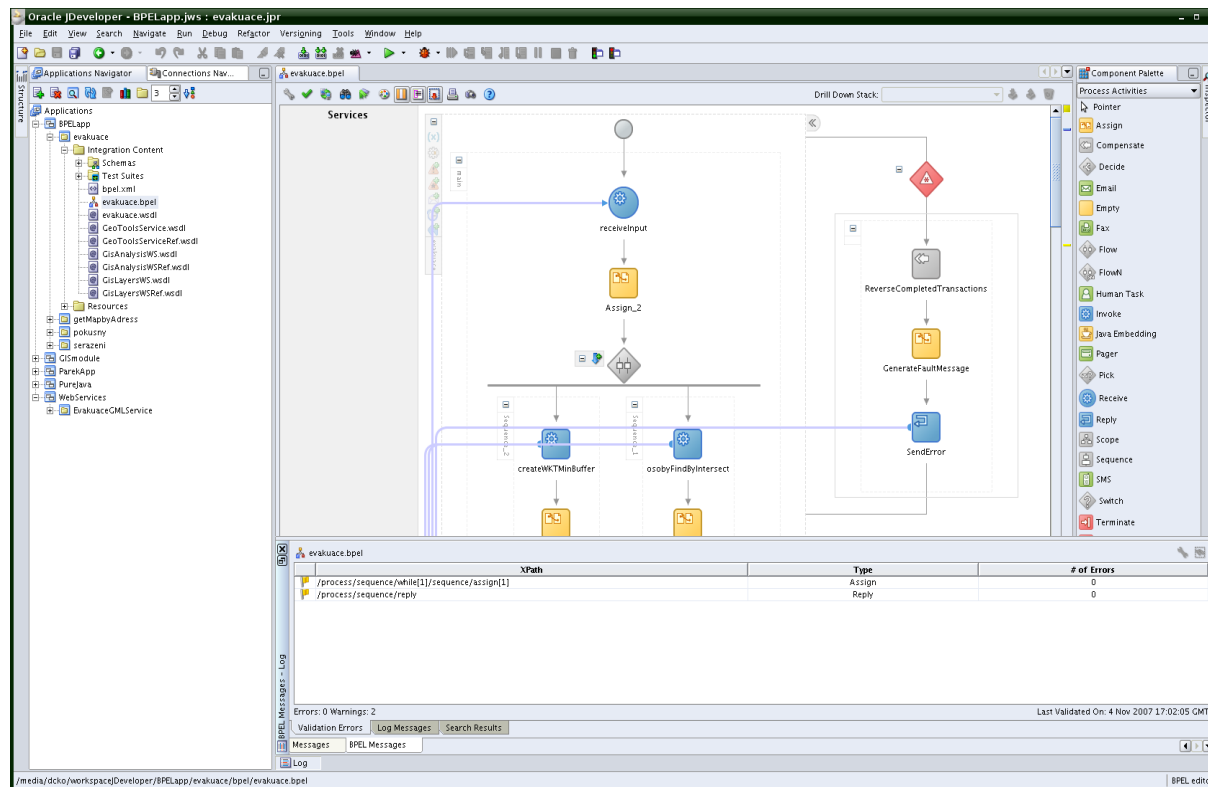 Oracle JDeveloper - BPELapp.jws : evakuace.jpr
File Edit View Search Navigate Run Debug Refactor Versioning Tools Window Help
Applications Navigator
Connections Nav...
3
Structure
Applications
BPELapp
evakuace
Integration Content
Schemas
Test Suites
bpel.xml
evakuace.bpel
evakuace.wsdl
GeoToolsService.wsdl
GeoToolsServiceRef.wsdl
GisAnalysisWS.wsdl
GisAnalysisWSRef.wsdl
GisLayersWS.wsdl
GisLayersWSRef.wsdl
Resources
getMapbyAdress
pokusny
serazeni
GISmodule
ParekApp
PureJava
WebServices
EvakuaceGMLService
evakuace.bpel
Drill Down Stack:
Services
main
receiveInput
Assign_2
Sequence_2
Sequence_1
createWKTMinBuffer
osobyFindByIntersect
ReverseCompletedTransactions
GenerateFaultMessage
SendError
Component Palette
Process Activities
Pointer
Assign
Compensate
Decide
Email
Empty
Fax
Flow
FlowN
Human Task
Invoke
Java Embedding
Pager
Pick
Receive
Reply
Scope
Sequence
SMS
Switch
Terminate
Inspector
evakuace.bpel
XPath Type # of Errors
/process/sequence/while[1]/sequence/assign[1] Assign 0
/process/sequence/reply Reply 0
BPEL Messages - Log
Errors: 0 Warnings: 2
Last Validated On: 4 Nov 2007 17:02:05 GMT
Validation Errors Log Messages Search Results
Messages BPEL Messages
Log
/media/dcko/workspaceJDeveloper/BPELapp/evakuace/bpel/evakuace.bpel
BPEL edito